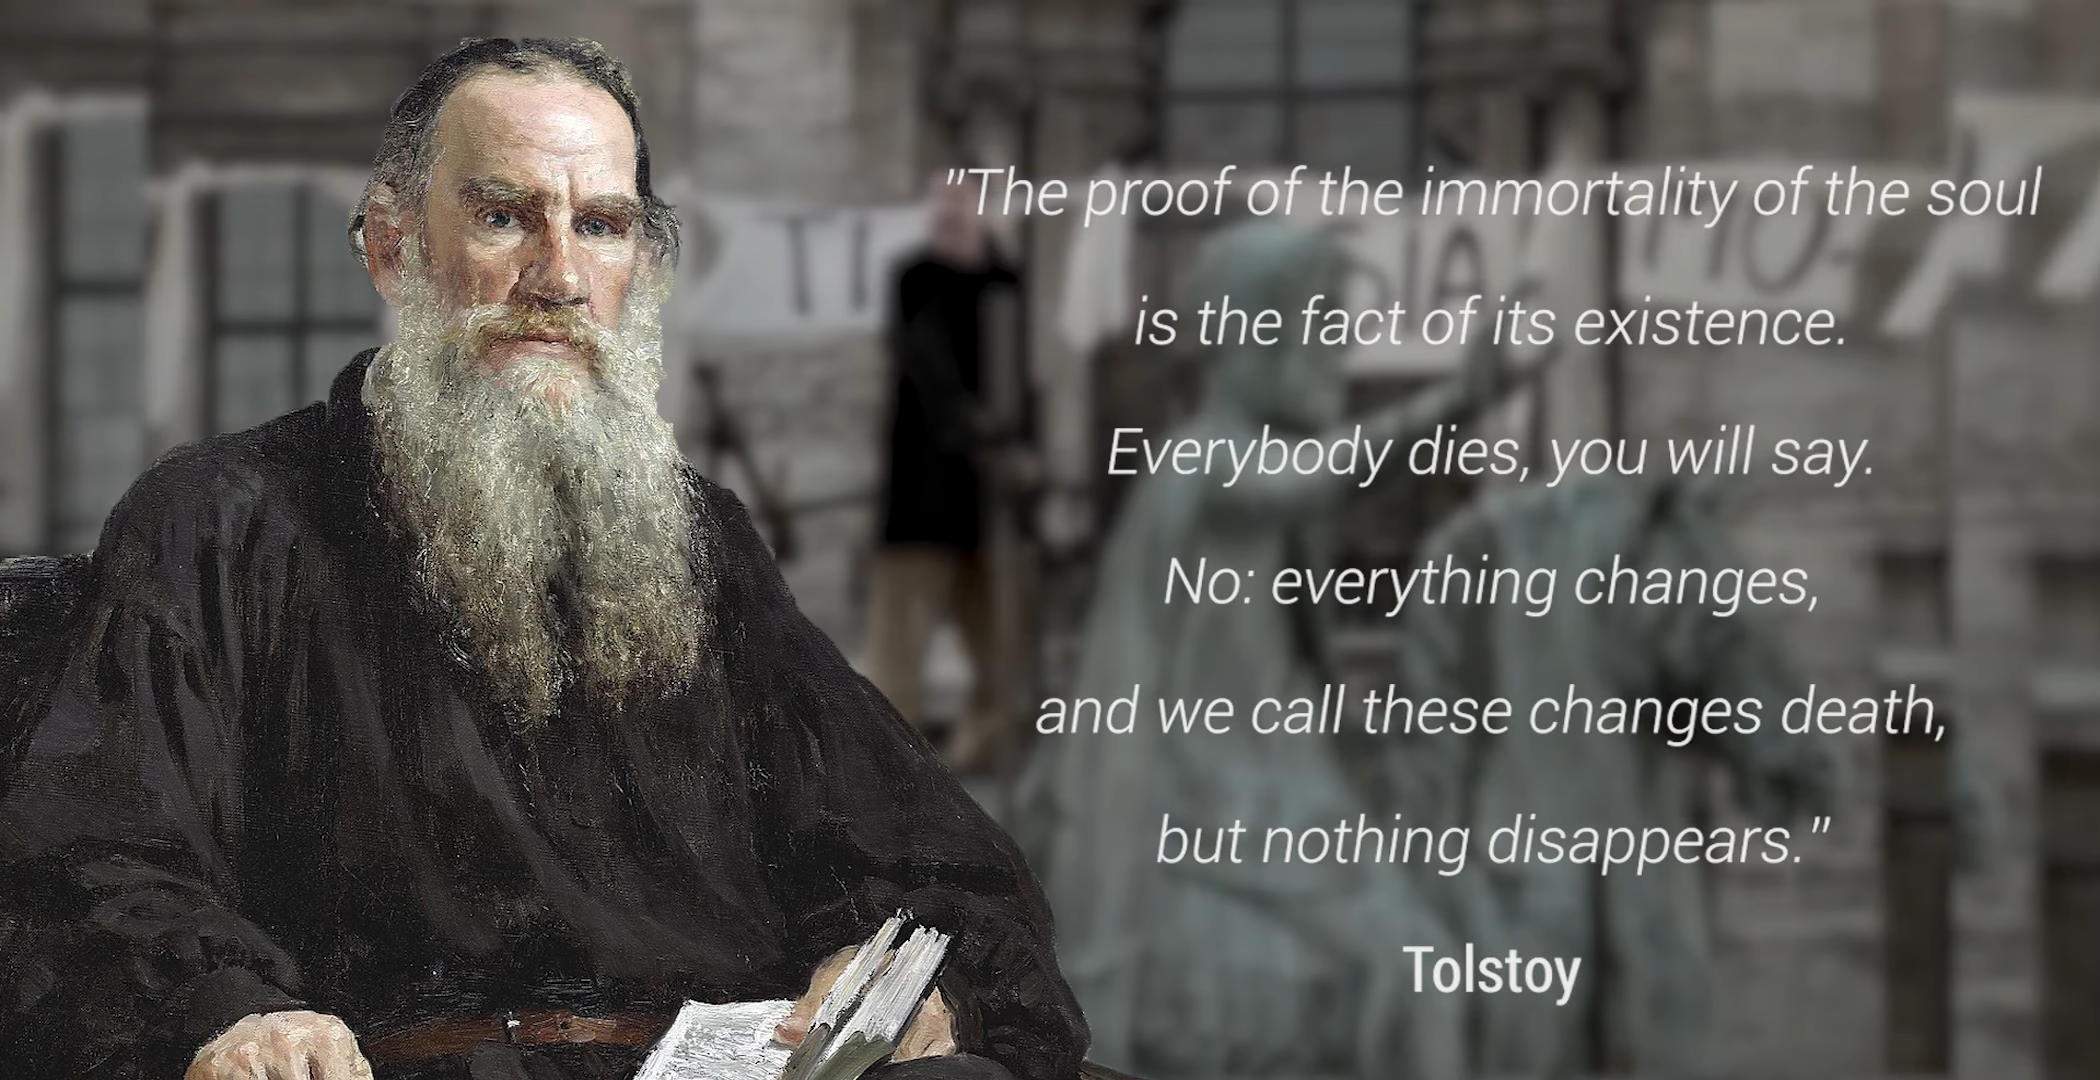 "The proof of the immortality of the soul
is the fact of its existence.
Everybody dies, you will say.
No: everything changes,
and we call these changes death,
but nothing disappears."
Tolstoy